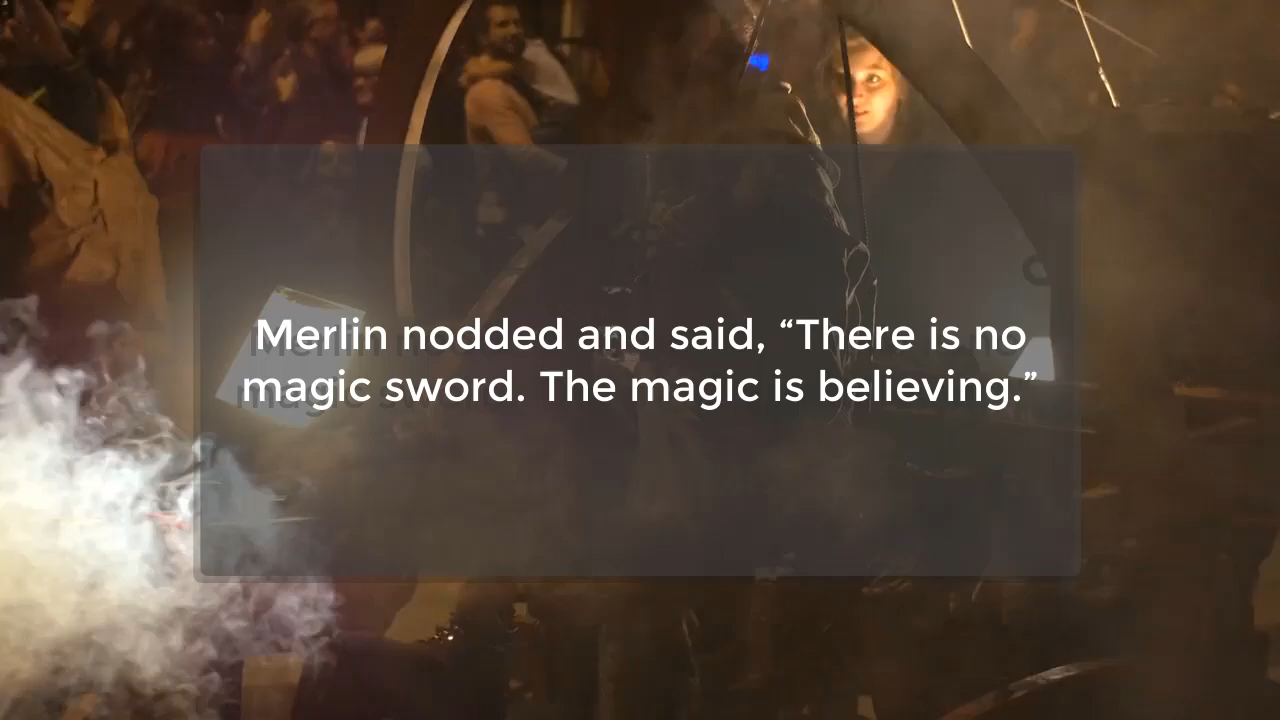 Merlin nodded and said, “There is no
magic sword. The magic is believing.”